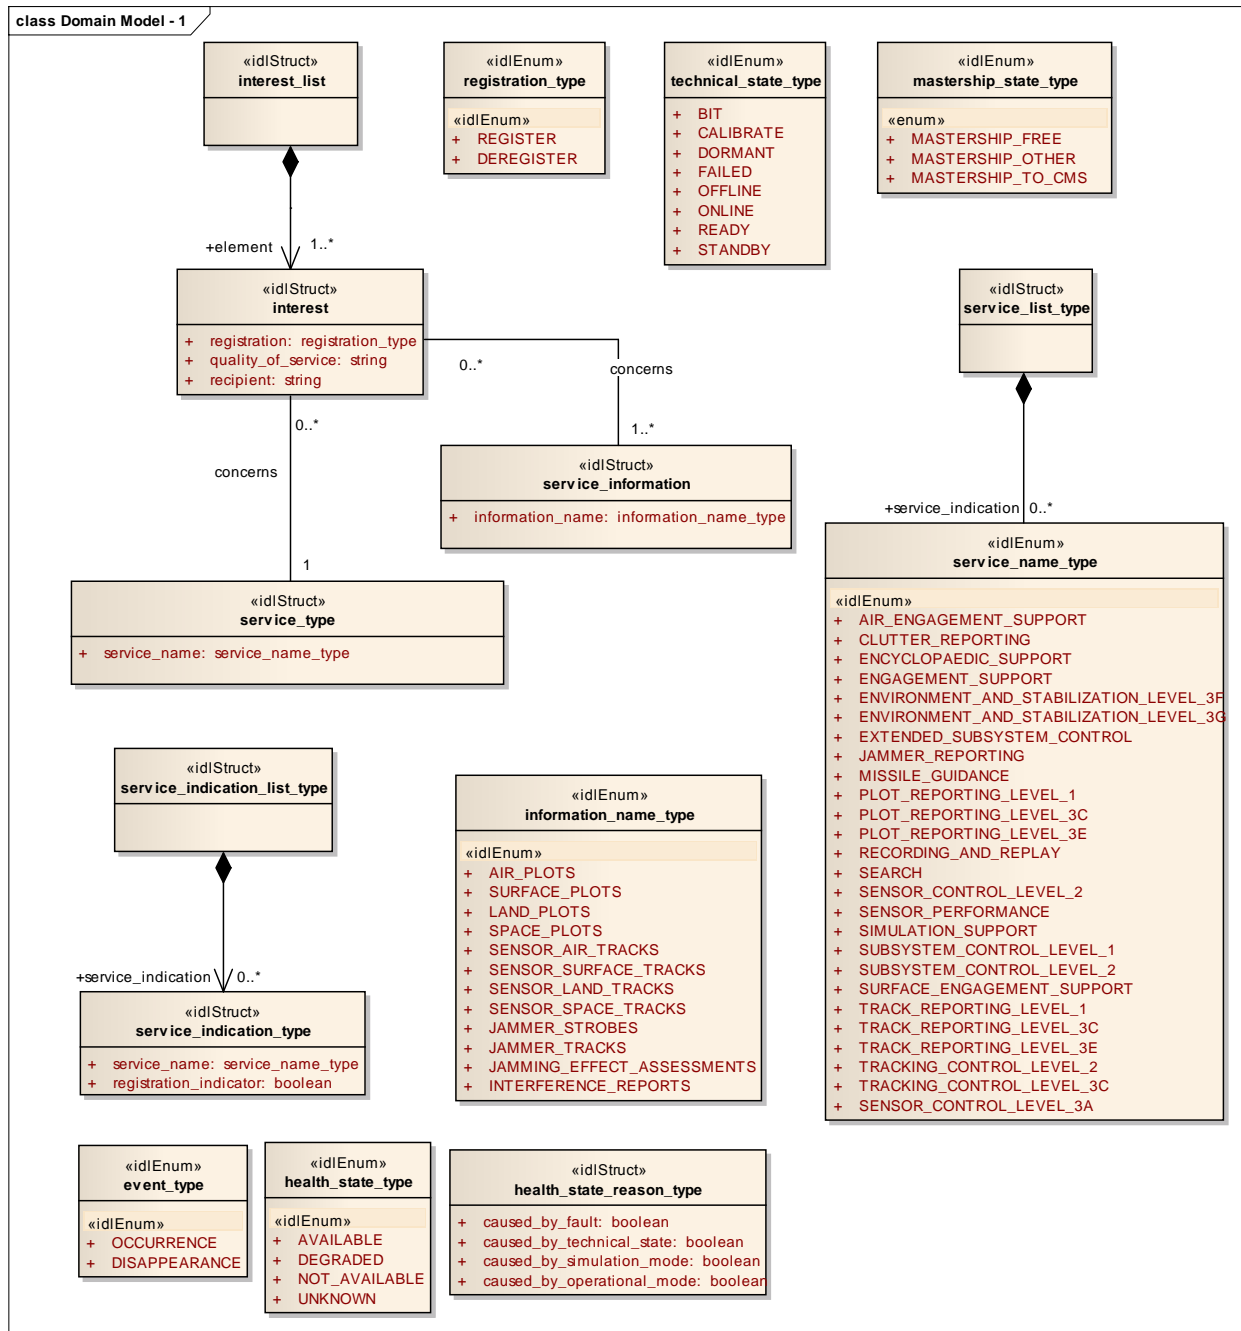 class Domain Model - 1
«idlStruct»
interest_list
«idlEnum»
registration_type
«idlEnum»
+ REGISTER
+ DEREGISTER
«idlEnum»
technical_state_type
+ BIT
+ CALIBRATE
+ DORMANT
+ FAILED
+ OFFLINE
+ ONLINE
+ READY
+ STANDBY
«idlEnum»
mastership_state_type
«enum»
+ MASTERSHIP_FREE
+ MASTERSHIP_OTHER
+ MASTERSHIP_TO_CMS
+element
1..*
«idlStruct»
interest
+ registration: registration_type
+ quality_of_service: string
+ recipient: string
0..*
concerns
1..*
0..*
concerns
1
«idlStruct»
service_information
+ information_name: information_name_type
«idlStruct»
service_list_type
+service_indication
0..*
«idlStruct»
service_type
+ service_name: service_name_type
«idlEnum»
service_name_type
«idlEnum»
+ AIR_ENGAGEMENT_SUPPORT
+ CLUTTER_REPORTING
+ ENCYCLOPAEDIC_SUPPORT
+ ENGAGEMENT_SUPPORT
+ ENVIRONMENT_AND_STABILIZATION_LEVEL_3F
+ ENVIRONMENT_AND_STABILIZATION_LEVEL_3G
+ EXTENDED_SUBSYSTEM_CONTROL
+ JAMMER_REPORTING
+ MISSILE_GUIDANCE
+ PLOT_REPORTING_LEVEL_1
+ PLOT_REPORTING_LEVEL_3C
+ PLOT_REPORTING_LEVEL_3E
+ RECORDING_AND_REPLAY
+ SEARCH
+ SENSOR_CONTROL_LEVEL_2
+ SENSOR_PERFORMANCE
+ SIMULATION_SUPPORT
+ SUBSYSTEM_CONTROL_LEVEL_1
+ SUBSYSTEM_CONTROL_LEVEL_2
+ SURFACE_ENGAGEMENT_SUPPORT
+ TRACK_REPORTING_LEVEL_1
+ TRACK_REPORTING_LEVEL_3C
+ TRACK_REPORTING_LEVEL_3E
+ TRACKING_CONTROL_LEVEL_2
+ TRACKING_CONTROL_LEVEL_3C
+ SENSOR_CONTROL_LEVEL_3A
«idlStruct»
service_indication_list_type
+service_indication
0..*
«idlStruct»
service_indication_type
+ service_name: service_name_type
+ registration_indicator: boolean
«idlEnum»
information_name_type
«idlEnum»
+ AIR_PLOTS
+ SURFACE_PLOTS
+ LAND_PLOTS
+ SPACE_PLOTS
+ SENSOR_AIR_TRACKS
+ SENSOR_SURFACE_TRACKS
+ SENSOR_LAND_TRACKS
+ SENSOR_SPACE_TRACKS
+ JAMMER_STROBES
+ JAMMER_TRACKS
+ JAMMING_EFFECT_ASSESSMENTS
+ INTERFERENCE_REPORTS
«idlEnum»
event_type
«idlEnum»
+ OCCURRENCE
+ DISAPPEARANCE
«idlEnum»
health_state_type
«idlEnum»
+ AVAILABLE
+ DEGRADED
+ NOT_AVAILABLE
+ UNKNOWN
«idlStruct»
health_state_reason_type
+ caused_by_fault: boolean
+ caused_by_technical_state: boolean
+ caused_by_simulation_mode: boolean
+ caused_by_operational_mode: boolean